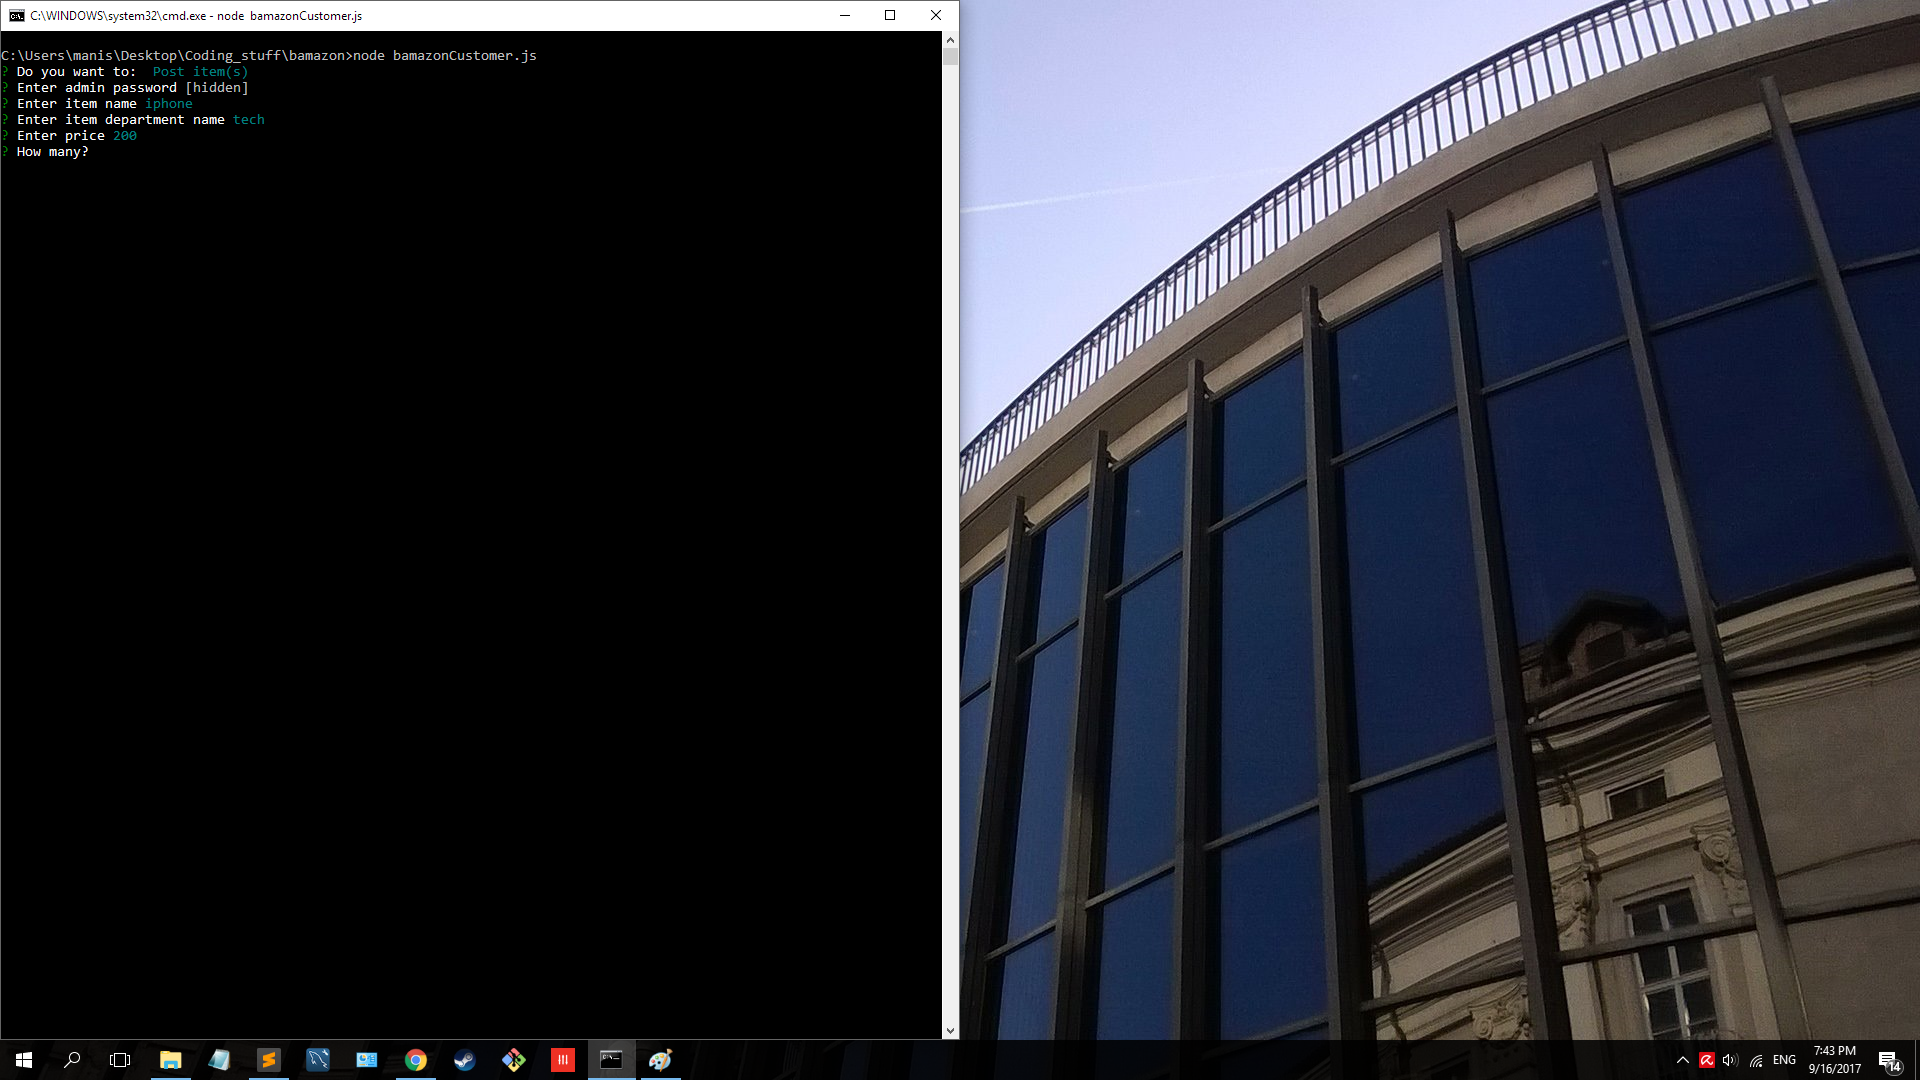 C:\WINDOWS\system32\cmd.exe - node  bamazonCustomer.js
C:\Users\manis\Desktop\Coding_stuff\bamazon>node bamazonCustomer.js
? Do you want to:  Post item(s)
? Enter admin password [hidden]
? Enter item name iphone
? Enter item department name tech
? Enter price 200
? How many?
ENG
7:43 PM
9/16/2017
14